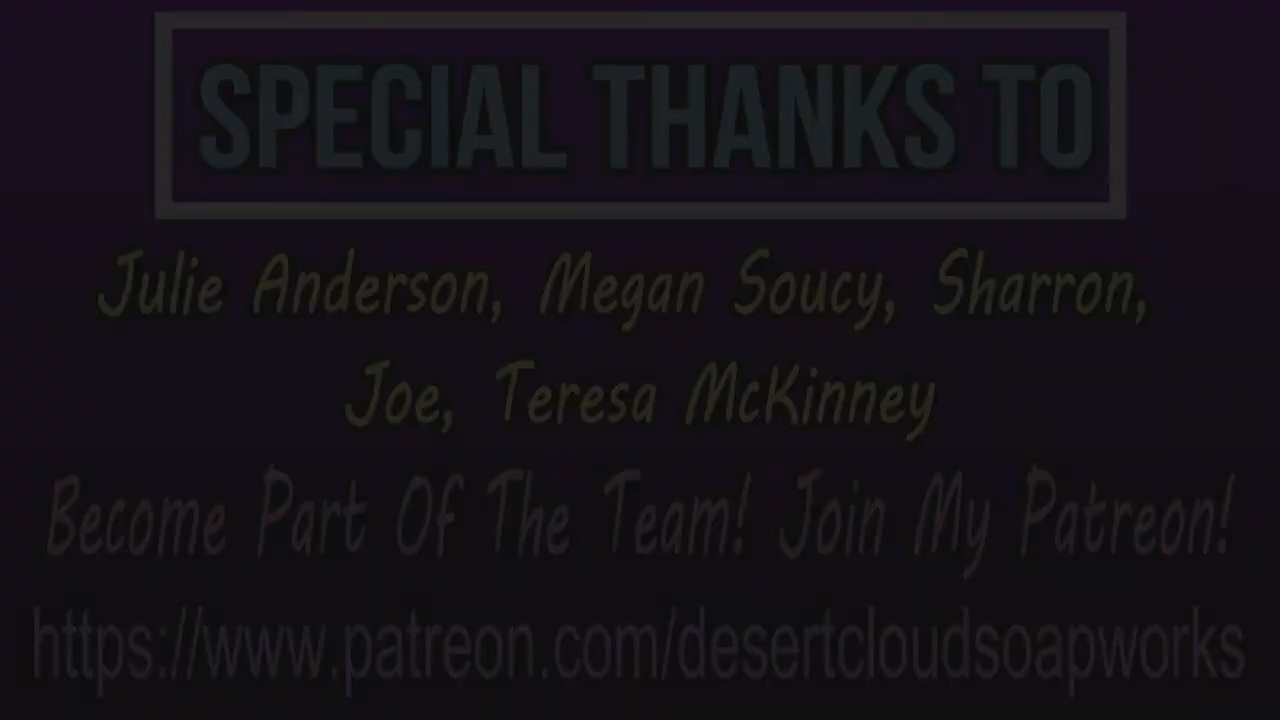 SPECIAL THANKS TO
Julie Anderson, Megan Soucy, Sharron,
Joe, Teresa McKinney
Become Part Of The Team! Join My Patreon!
https://www.patreon.com/desertcloudsoapworks